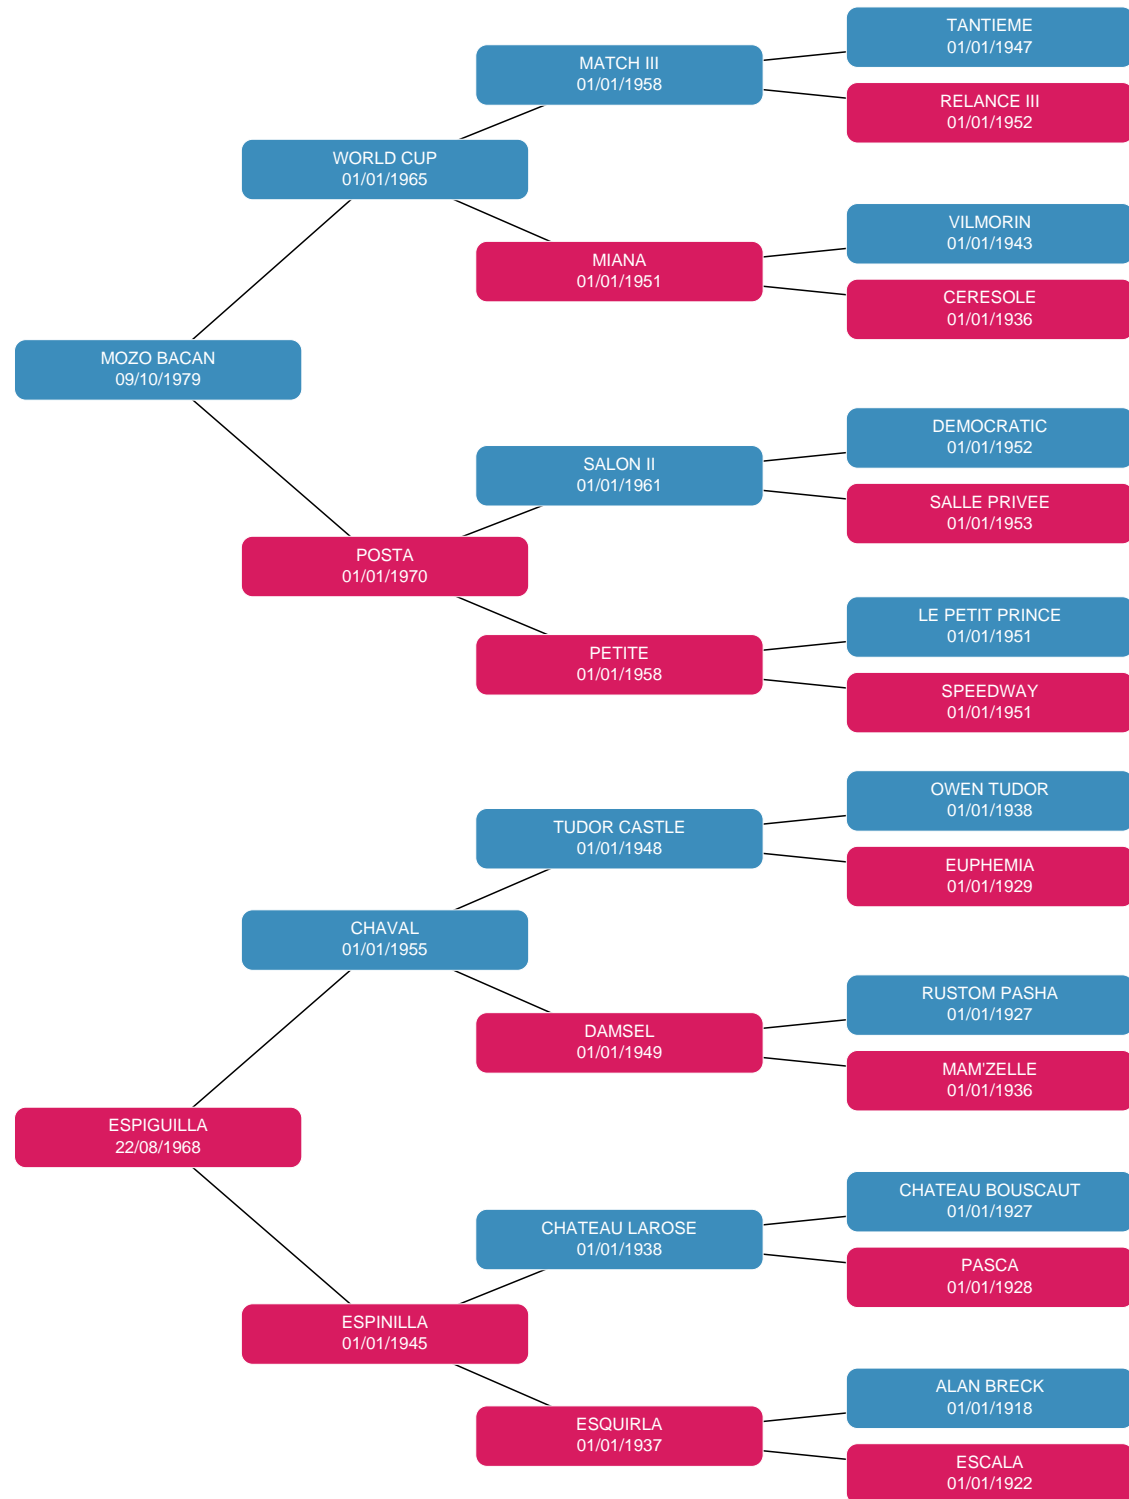 TANTIEME
01/01/1947
MATCH III
01/01/1958
RELANCE III
01/01/1952
WORLD CUP
01/01/1965
VILMORIN
01/01/1943
MIANA
01/01/1951
CERESOLE
01/01/1936
MOZO BACAN
09/10/1979
DEMOCRATIC
01/01/1952
SALON II
01/01/1961
SALLE PRIVEE
01/01/1953
POSTA
01/01/1970
LE PETIT PRINCE
01/01/1951
PETITE
01/01/1958
SPEEDWAY
01/01/1951
OWEN TUDOR
01/01/1938
TUDOR CASTLE
01/01/1948
EUPHEMIA
01/01/1929
CHAVAL
01/01/1955
RUSTOM PASHA
01/01/1927
DAMSEL
01/01/1949
MAM'ZELLE
01/01/1936
ESPIGUILLA
22/08/1968
CHATEAU BOUSCAUT
01/01/1927
CHATEAU LAROSE
01/01/1938
PASCA
01/01/1928
ESPINILLA
01/01/1945
ALAN BRECK
01/01/1918
ESQUIRLA
01/01/1937
ESCALA
01/01/1922